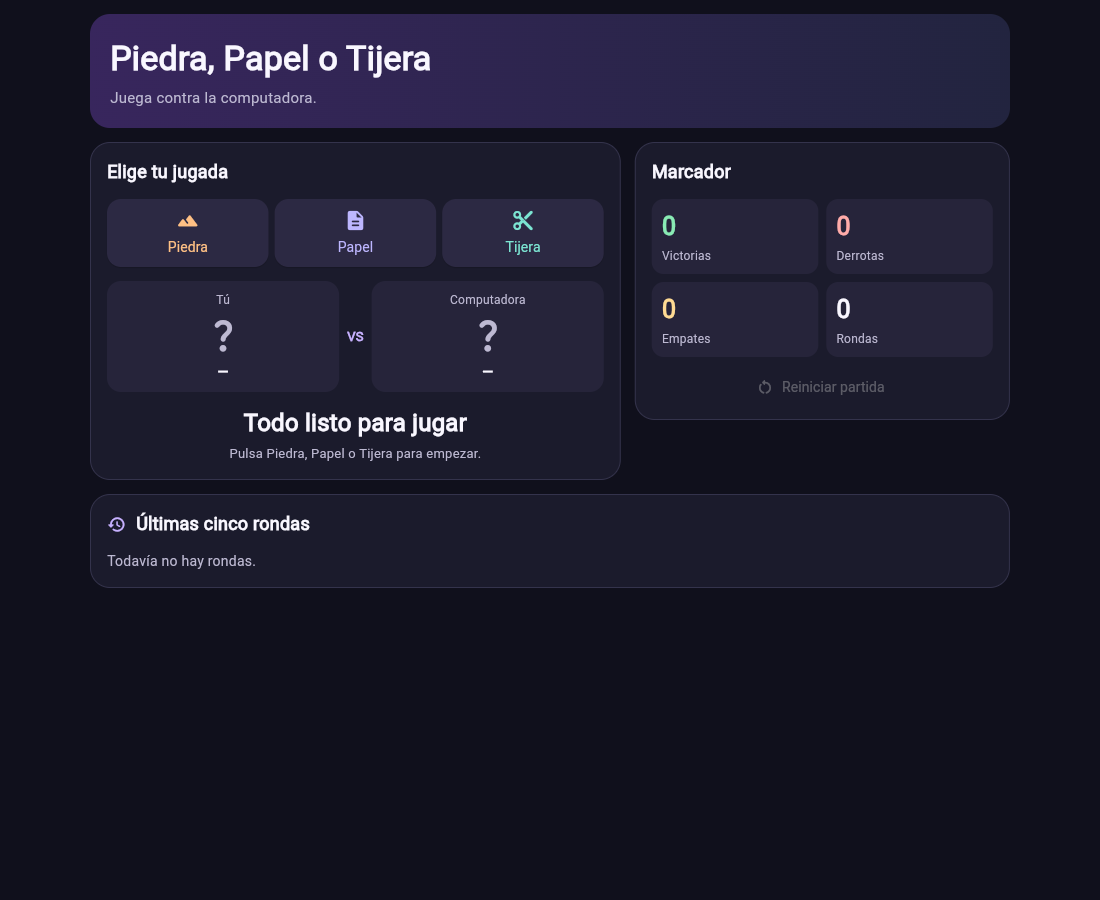 Piedra, Papel o Tijera
Juega contra la computadora.
Elige tu jugada
Piedra
Papel
Tijera
Tú
?
–
VS
Computadora
?
–
Todo listo para jugar
Pulsa Piedra, Papel o Tijera para empezar.
Marcador
0
Victorias
0
Derrotas
0
Empates
0
Rondas
Reiniciar partida
Últimas cinco rondas
Todavía no hay rondas.